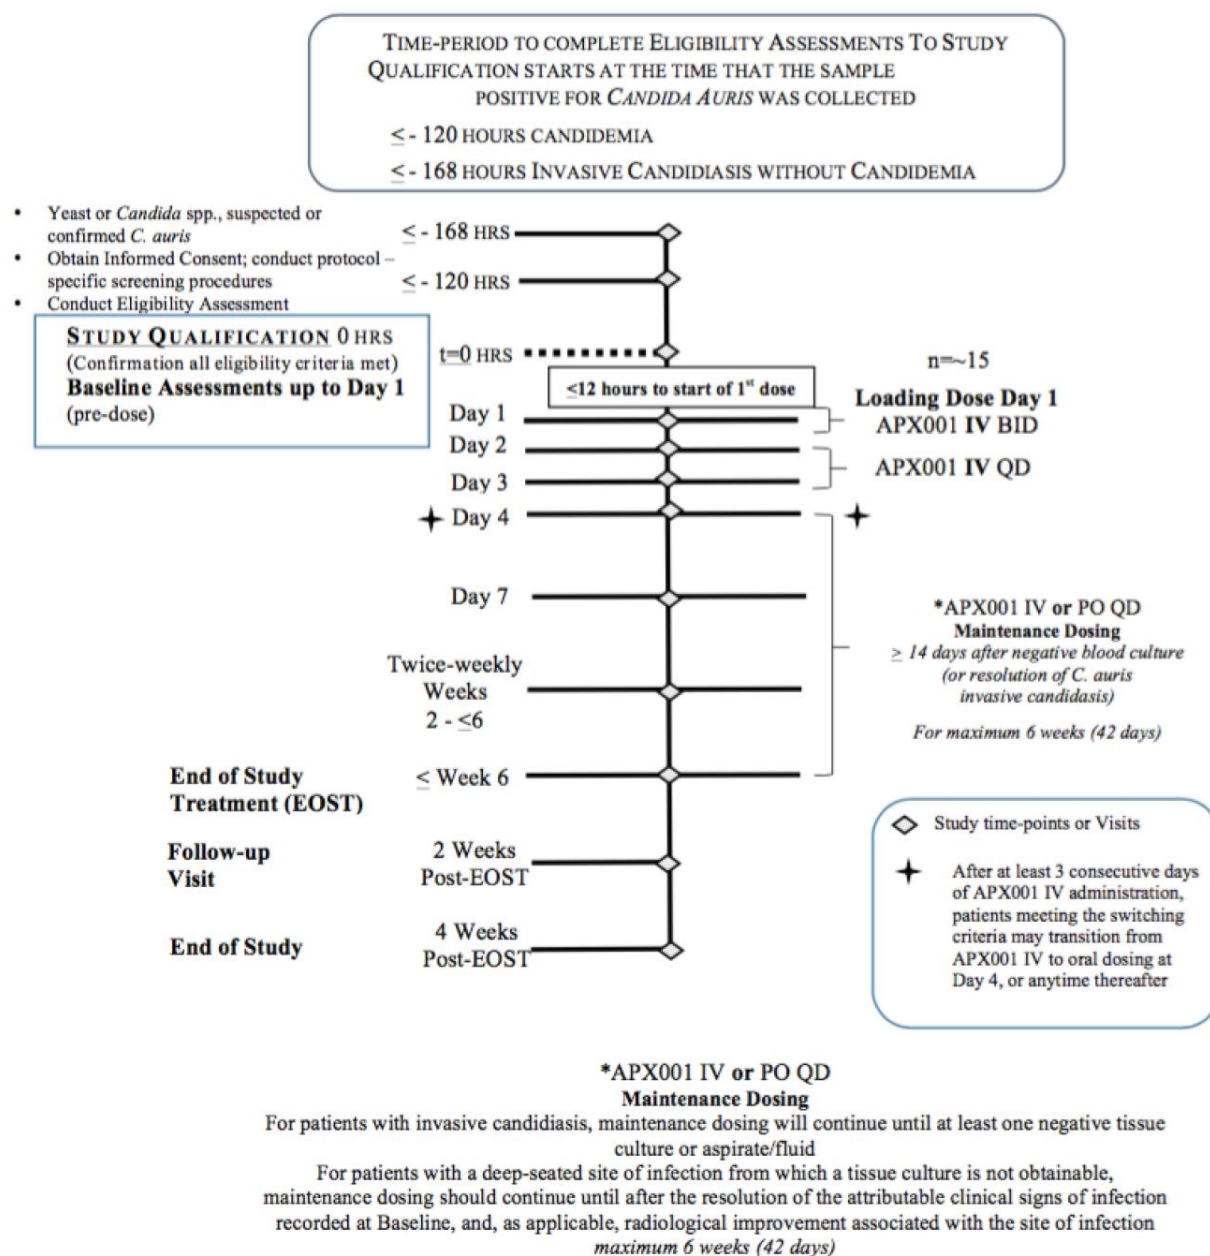 TIME-PERIOD TO COMPLETE ELIGIBILITY ASSESSMENTS TO STUDY
QUALIFICATION STARTS AT THE TIME THAT THE SAMPLE
POSITIVE FOR CANDIDA AURIS WAS COLLECTED
≤ - 120 HOURS CANDIDEMIA
≤ - 168 HOURS INVASIVE CANDIDIASIS WITHOUT CANDIDEMIA
• Yeast or Candida spp., suspected or
confirmed C. auris
• Obtain Informed Consent; conduct protocol –
specific screening procedures
• Conduct Eligibility Assessment
≤ - 168 HRS
≤ - 120 HRS
STUDY QUALIFICATION 0 HRS
(Confirmation all eligibility criteria met)
Baseline Assessments up to Day 1
(pre-dose)
t=0 HRS
≤12 hours to start of 1st dose
n=~15
Loading Dose Day 1
APX001 IV BID
Day 1
Day 2
APX001 IV QD
Day 3
Day 4
Day 7
*APX001 IV or PO QD
Maintenance Dosing
≥ 14 days after negative blood culture
(or resolution of C. auris
invasive candidasis)
For maximum 6 weeks (42 days)
Twice-weekly
Weeks
2 - ≤6
End of Study
Treatment (EOST)
≤ Week 6
Follow-up
Visit
2 Weeks
Post-EOST
End of Study
4 Weeks
Post-EOST
Study time-points or Visits
After at least 3 consecutive days
of APX001 IV administration,
patients meeting the switching
criteria may transition from
APX001 IV to oral dosing at
Day 4, or anytime thereafter
*APX001 IV or PO QD
Maintenance Dosing
For patients with invasive candidiasis, maintenance dosing will continue until at least one negative tissue
culture or aspirate/fluid
For patients with a deep-seated site of infection from which a tissue culture is not obtainable,
maintenance dosing should continue until after the resolution of the attributable clinical signs of infection
recorded at Baseline, and, as applicable, radiological improvement associated with the site of infection
maximum 6 weeks (42 days)